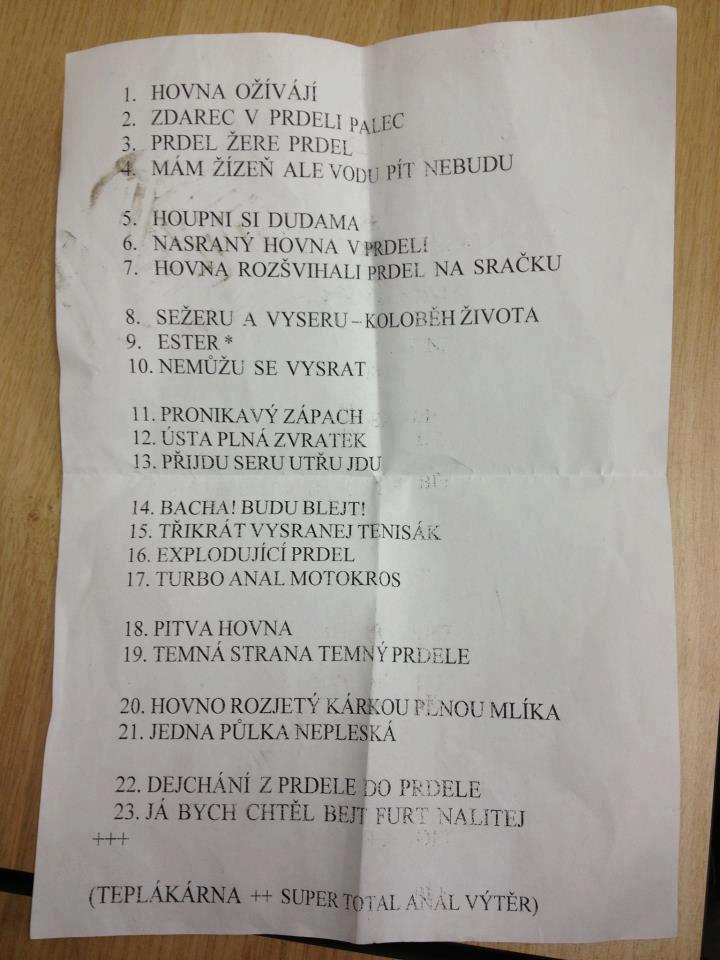 1. HOVNA OŽÍVÁJÍ
2. ZDAREC V PRDELI PALEC
3. PRDEL ŽERE PRDEL
4. MÁM ŽÍZEŇ ALE VODU PÍT NEBUDU
5. HOUPNI SI DUDAMA
6. NASRANÝ HOVNA V PRDELI
7. HOVNA ROZŠVIHALI PRDEL NA SRAČKU
8. SEŽERU A VYSERU – KOLOBĚH ŽIVOTA
9. ESTER *
10. NEMŮŽU SE VYSRAT
11. PRONIKAVÝ ZÁPACH
12. ÚSTA PLNÁ ZVRATEK
13. PŘIJDU SERU UTŘU JDU
14. BACHA! BUDU BLEJT!
15. TŘIKRÁT VYSRANEJ TENISÁK
16. EXPLODUJÍCÍ PRDEL
17. TURBO ANAL MOTOKROS
18. PITVA HOVNA
19. TEMNÁ STRANA TEMNÝ PRDELE
20. HOVNO ROZJETÝ KÁRKOU PLNOU MLÍKA
21. JEDNA PŮLKA NEPLESKÁ
22. DEJCHÁNÍ Z PRDELE DO PRDELE
23. JÁ BYCH CHTĚL BEJT FURT NALITEJ
+++
(TEPLÁKÁRNA ++ SUPER TOTAL ANÁL VÝTĚR)